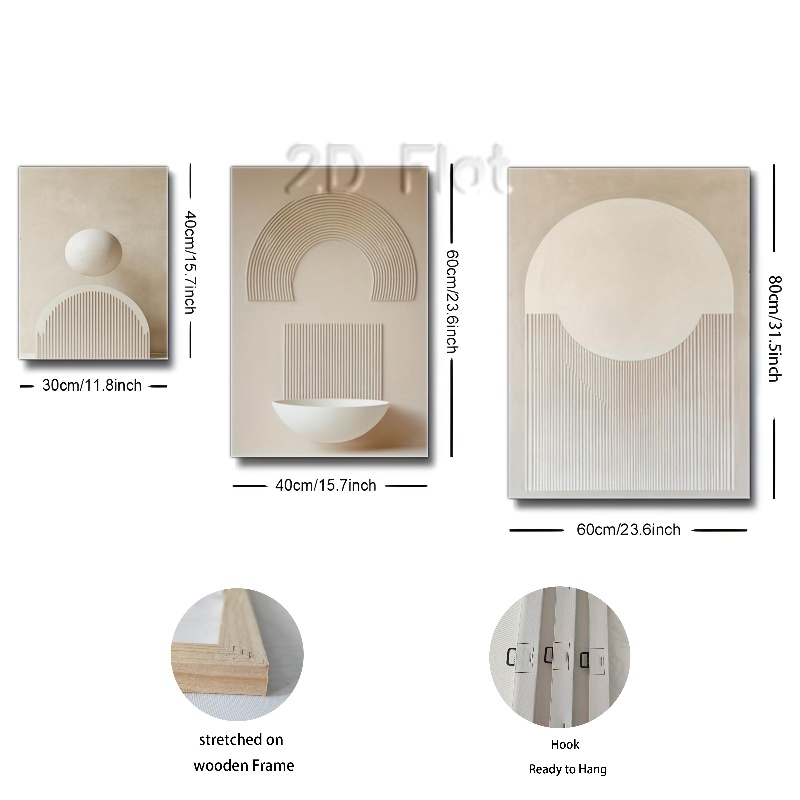 2D Flat
40cm/15.7inch
30cm/11.8inch
60cm/23.6inch
40cm/15.7inch
80cm/31.5inch
60cm/23.6inch
stretched on
wooden Frame
Hook
Ready to Hang